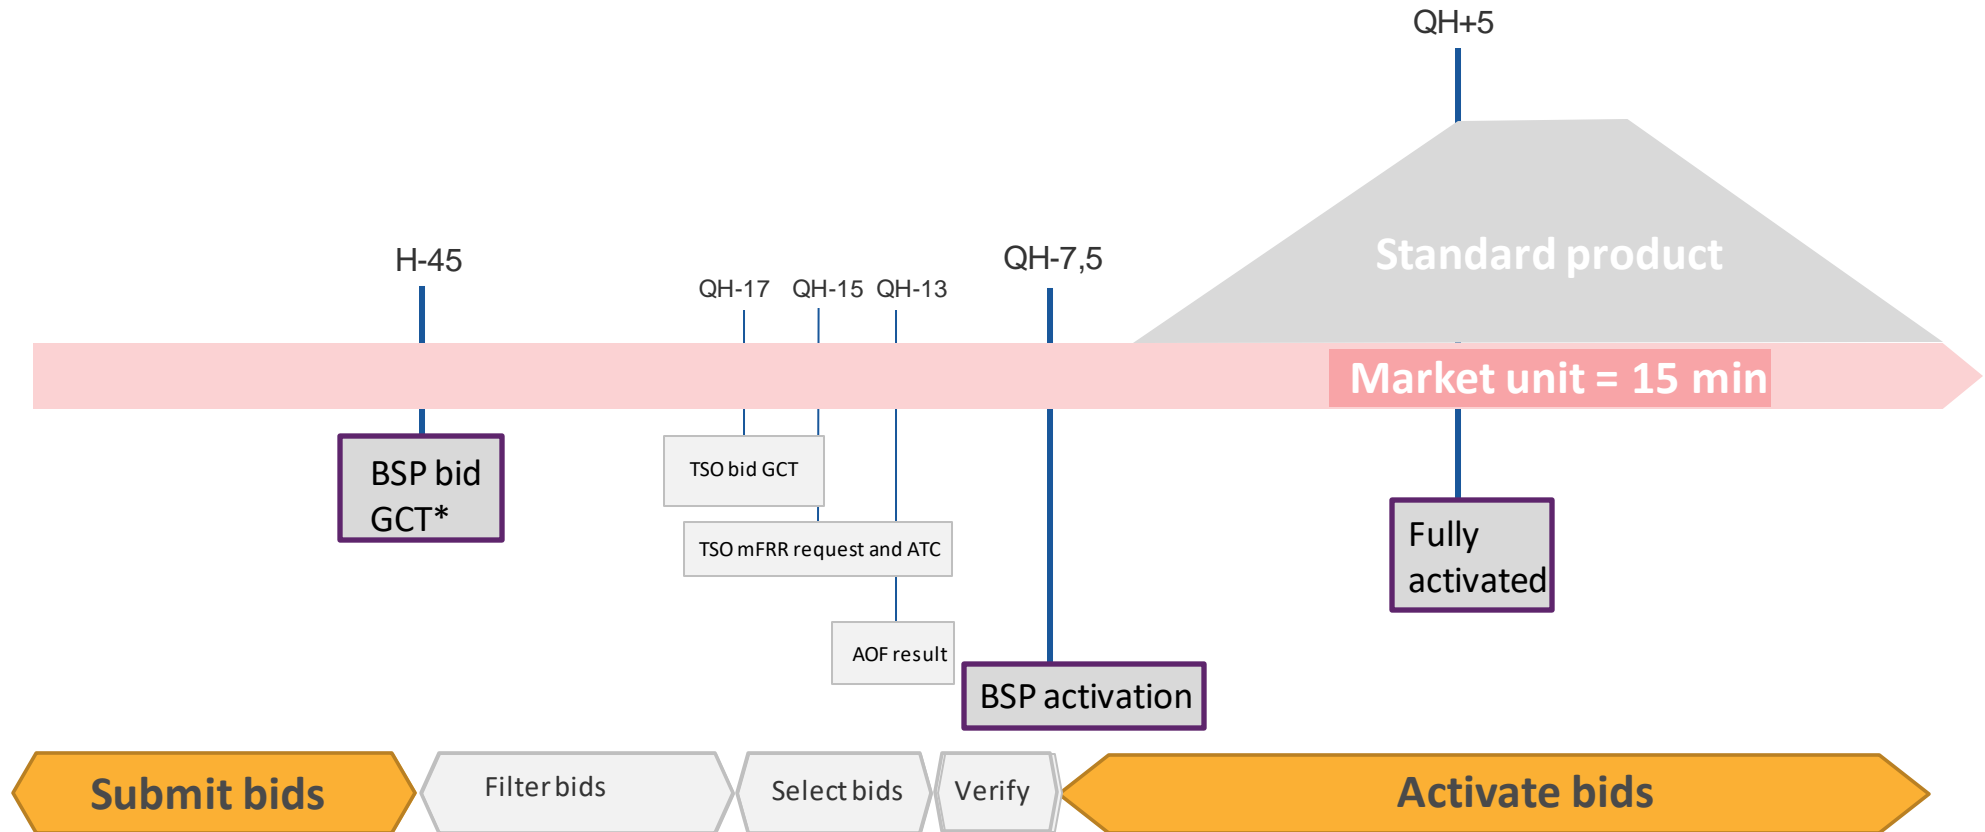 QH+5
H-45
QH-17
QH-15
QH-13
QH-7,5
Standard product
Market unit = 15 min
BSP bid
GCT*
TSO bid GCT
TSO mFRR request and ATC
AOF result
BSP activation
Fully
activated
Submit bids
Filter bids
Select bids
Verify
Activate bids